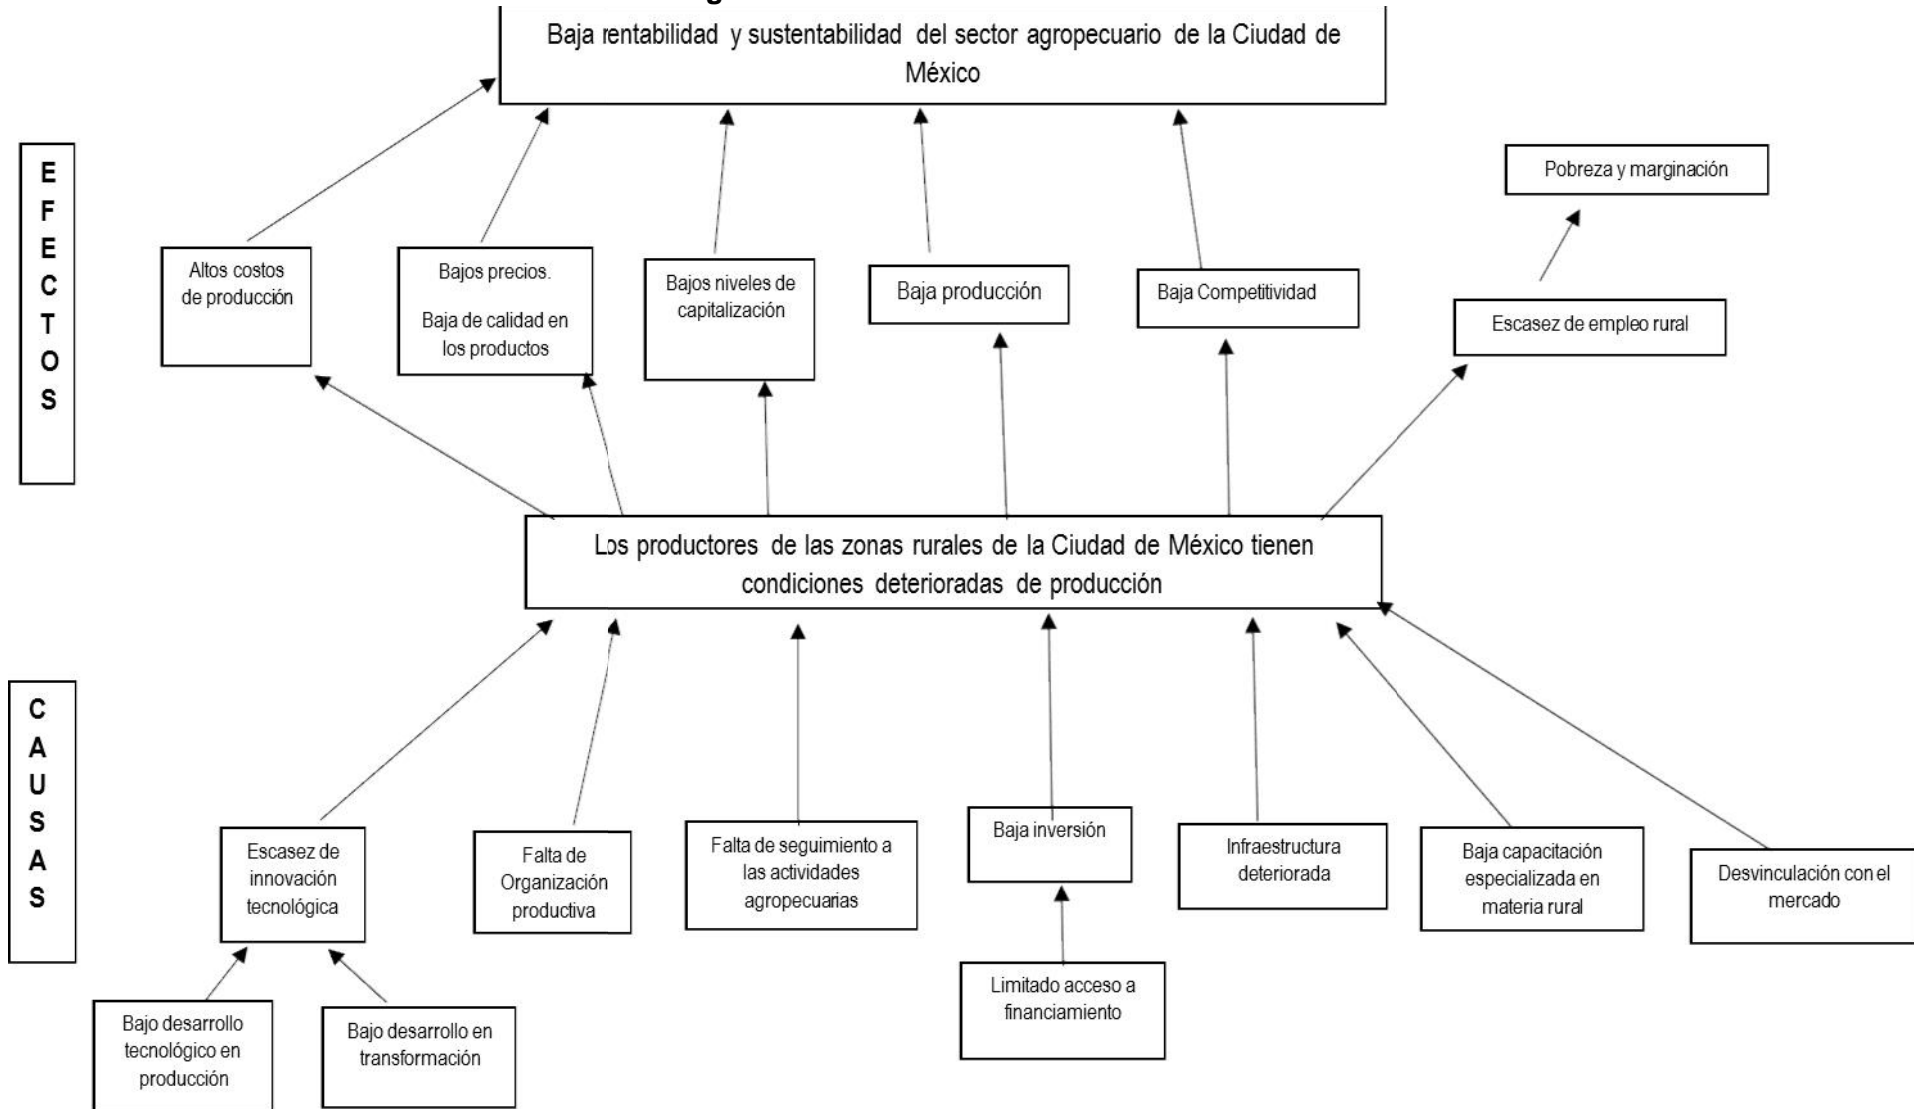 Baja rentabilidad y sustentabilidad del sector agropecuario de la Ciudad de
México
E
F
E
C
T
O
S
Pobreza y marginación
Altos costos
de producción
Bajos precios.
Baja de calidad en
los productos
Bajos niveles de
capitalización
Baja producción
Baja Competitividad
Escasez de empleo rural
Los productores de las zonas rurales de la Ciudad de México tienen
condiciones deterioradas de producción
C
A
U
S
A
S
Escasez de
innovación
tecnológica
Falta de
Organización
productiva
Falta de seguimiento a
las actividades
agropecuarias
Baja inversión
Infraestructura
deteriorada
Baja capacitación
especializada en
materia rural
Desvinculación con el
mercado
Bajo desarrollo
tecnológico en
producción
Bajo desarrollo en
transformación
Limitado acceso a
financiamiento